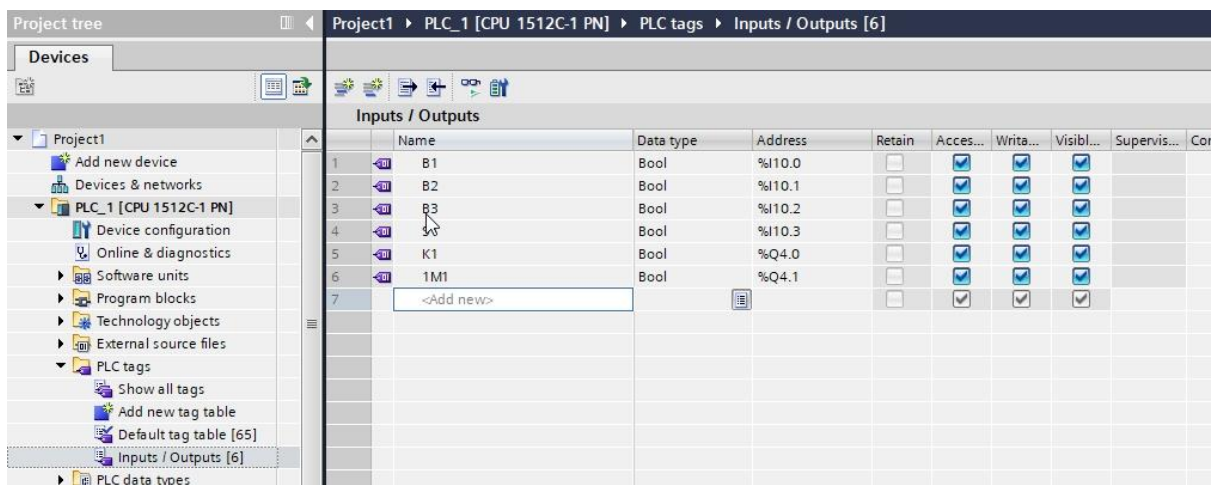 Project tree
Project1 ▸ PLC_1 [CPU 1512C-1 PN] ▸ PLC tags ▸ Inputs / Outputs [6]
Devices
Inputs / Outputs
Name Data type Address Retain Acces... Writa... Visibl... Supervis...
1 B1 Bool %I10.0
2 B2 Bool %I10.1
3 B3 Bool %I10.2
4 Bool %I10.3
5 K1 Bool %Q4.0
6 1M1 Bool %Q4.1
7 <Add new>
Project1
Add new device
Devices & networks
PLC_1 [CPU 1512C-1 PN]
Device configuration
Online & diagnostics
Software units
Program blocks
Technology objects
External source files
PLC tags
Show all tags
Add new tag table
Default tag table [65]
Inputs / Outputs [6]
PLC data types